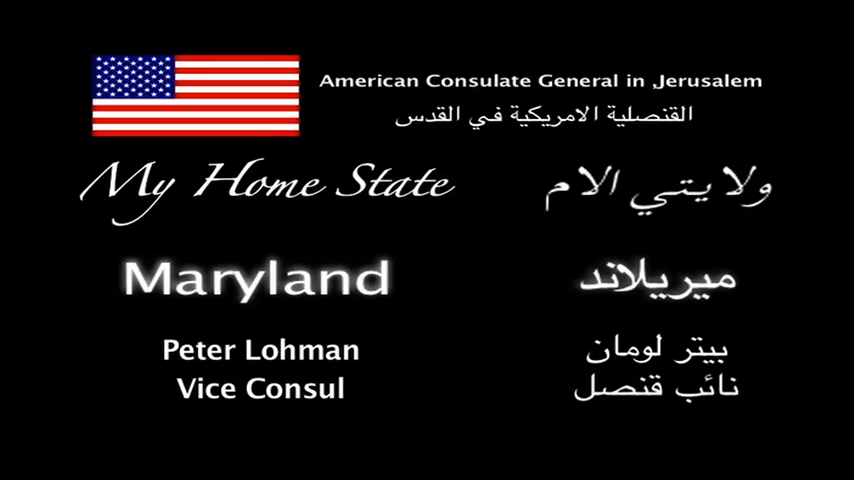 American Consulate General in ,Jerusalem
القنصلية الامريكية في القدس
My Home State
ولايتي الام
Maryland
ميريلاند
Peter Lohman
بيتر لومان
Vice Consul
نائب قنصل